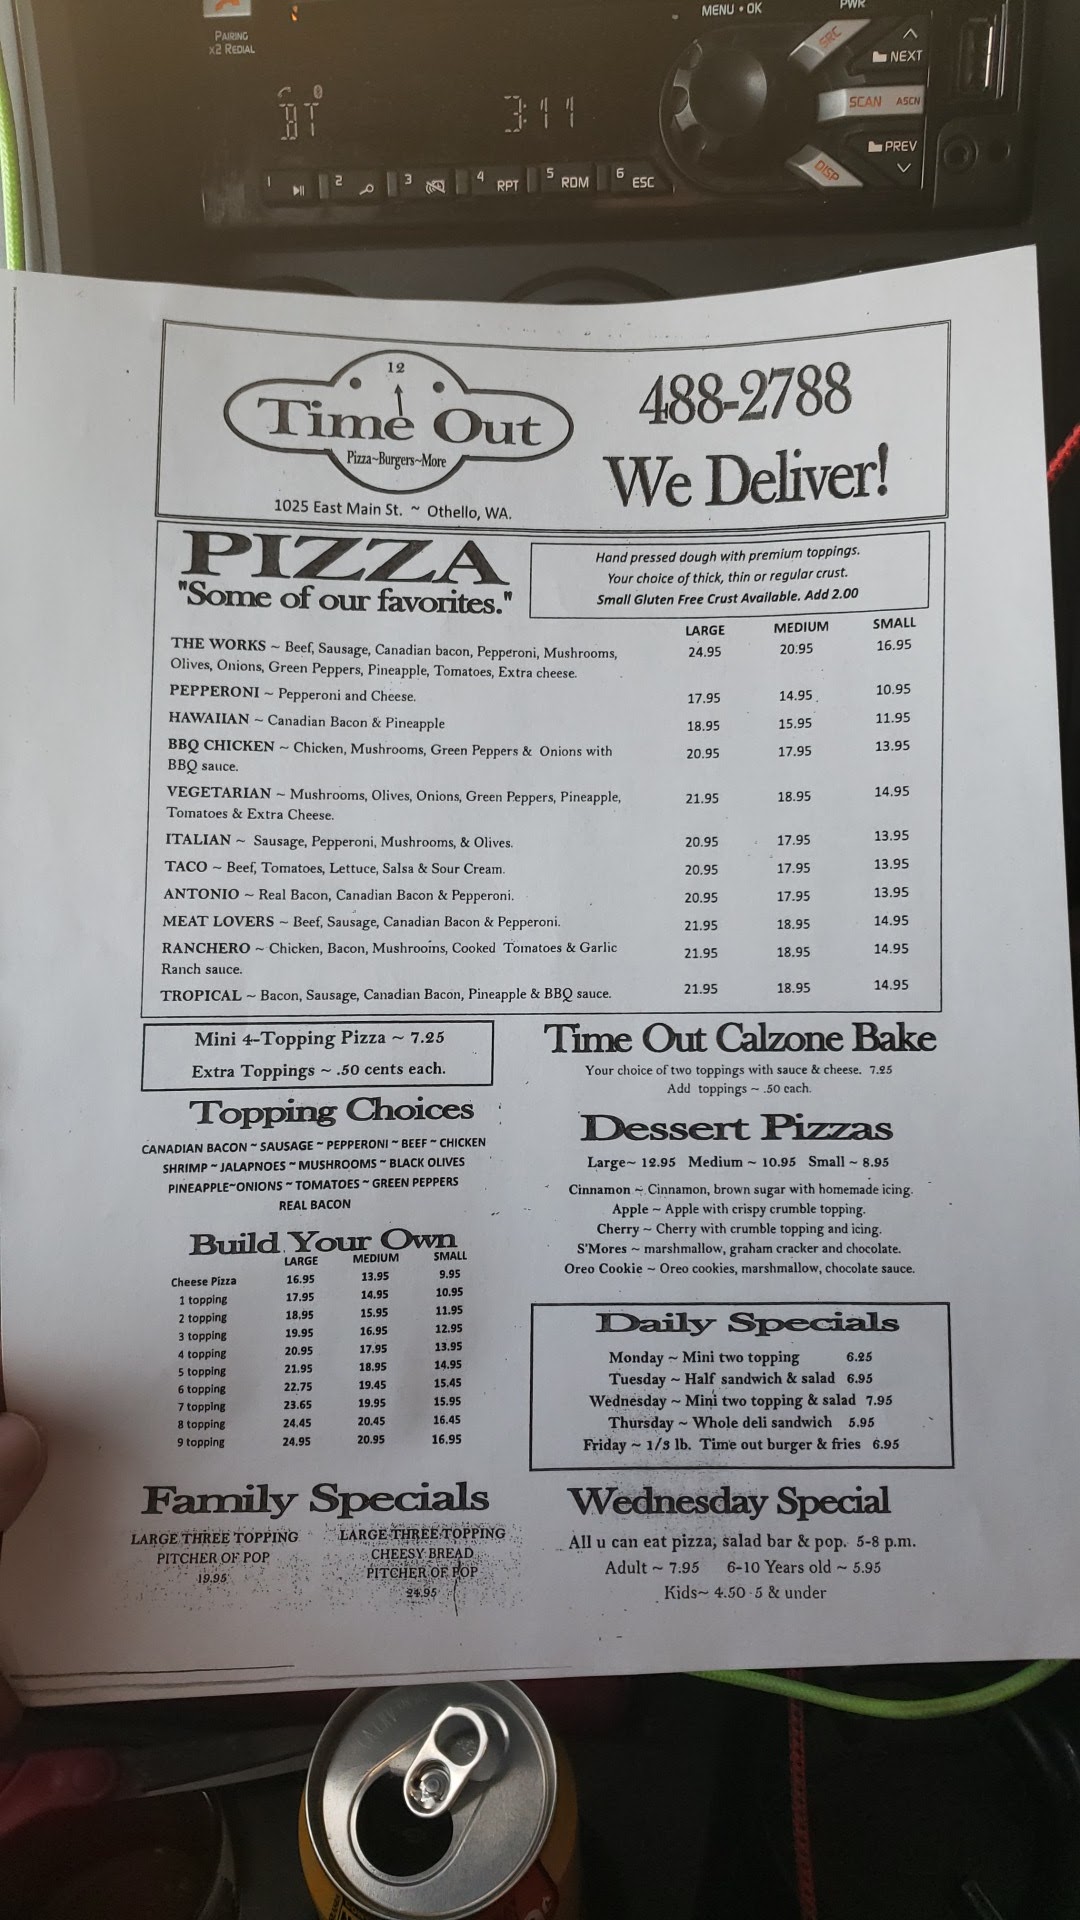 PAIRING
x2 REDIAL
MENU • OK
PWR
SRC
NEXT
SCAN ASCN
PREV
DISP
BT
3:11
1 2 3 4 RPT 5 RDM 6 ESC
12
Time Out
Pizza~Burgers~More
1025 East Main St. ~ Othello, WA.
488-2788
We Deliver!
PIZZA
"Some of our favorites."
Hand pressed dough with premium toppings.
Your choice of thick, thin or regular crust.
Small Gluten Free Crust Available. Add 2.00
LARGE MEDIUM SMALL
THE WORKS ~ Beef, Sausage, Canadian bacon, Pepperoni, Mushrooms, 24.95 20.95 16.95
Olives, Onions, Green Peppers, Pineapple, Tomatoes, Extra cheese.
PEPPERONI ~ Pepperoni and Cheese. 17.95 14.95 10.95
HAWAIIAN ~ Canadian Bacon & Pineapple 18.95 15.95 11.95
BBQ CHICKEN ~ Chicken, Mushrooms, Green Peppers & Onions with 20.95 17.95 13.95
BBQ sauce.
VEGETARIAN ~ Mushrooms, Olives, Onions, Green Peppers, Pineapple, 21.95 18.95 14.95
Tomatoes & Extra Cheese.
ITALIAN ~ Sausage, Pepperoni, Mushrooms, & Olives. 20.95 17.95 13.95
TACO ~ Beef, Tomatoes, Lettuce, Salsa & Sour Cream. 20.95 17.95 13.95
ANTONIO ~ Real Bacon, Canadian Bacon & Pepperoni. 20.95 17.95 13.95
MEAT LOVERS ~ Beef, Sausage, Canadian Bacon & Pepperoni. 21.95 18.95 14.95
RANCHERO ~ Chicken, Bacon, Mushrooms, Cooked Tomatoes & Garlic 21.95 18.95 14.95
Ranch sauce.
TROPICAL ~ Bacon, Sausage, Canadian Bacon, Pineapple & BBQ sauce. 21.95 18.95 14.95
Mini 4-Topping Pizza ~ 7.25
Extra Toppings ~ .50 cents each.
Topping Choices
CANADIAN BACON ~ SAUSAGE ~ PEPPERONI ~ BEEF ~ CHICKEN
SHRIMP ~ JALAPNOES ~ MUSHROOMS ~ BLACK OLIVES
PINEAPPLE~ONIONS ~ TOMATOES ~ GREEN PEPPERS
REAL BACON
Build Your Own
LARGE MEDIUM SMALL
Cheese Pizza 16.95 13.95 9.95
1 topping 17.95 14.95 10.95
2 topping 18.95 15.95 11.95
3 topping 19.95 16.95 12.95
4 topping 20.95 17.95 13.95
5 topping 21.95 18.95 14.95
6 topping 22.75 19.45 15.45
7 topping 23.65 19.95 15.95
8 topping 24.45 20.45 16.45
9 topping 24.95 20.95 16.95
Family Specials
LARGE THREE TOPPING
PITCHER OF POP
19.95
LARGE THREE TOPPING
CHEESY BREAD
PITCHER OF POP
24.95
Time Out Calzone Bake
Your choice of two toppings with sauce & cheese. 7.25
Add toppings ~ .50 each.
Dessert Pizzas
Large~ 12.95 Medium ~ 10.95 Small ~ 8.95
Cinnamon ~ Cinnamon, brown sugar with homemade icing.
Apple ~ Apple with crispy crumble topping.
Cherry ~ Cherry with crumble topping and icing.
S'Mores ~ marshmallow, graham cracker and chocolate.
Oreo Cookie ~ Oreo cookies, marshmallow, chocolate sauce.
Daily Specials
Monday ~ Mini two topping 6.25
Tuesday ~ Half sandwich & salad 6.95
Wednesday ~ Mini two topping & salad 7.95
Thursday ~ Whole deli sandwich 5.95
Friday ~ 1/3 lb. Time out burger & fries 6.95
Wednesday Special
All u can eat pizza, salad bar & pop. 5-8 p.m.
Adult ~ 7.95 6-10 Years old ~ 5.95
Kids~ 4.50 5 & under